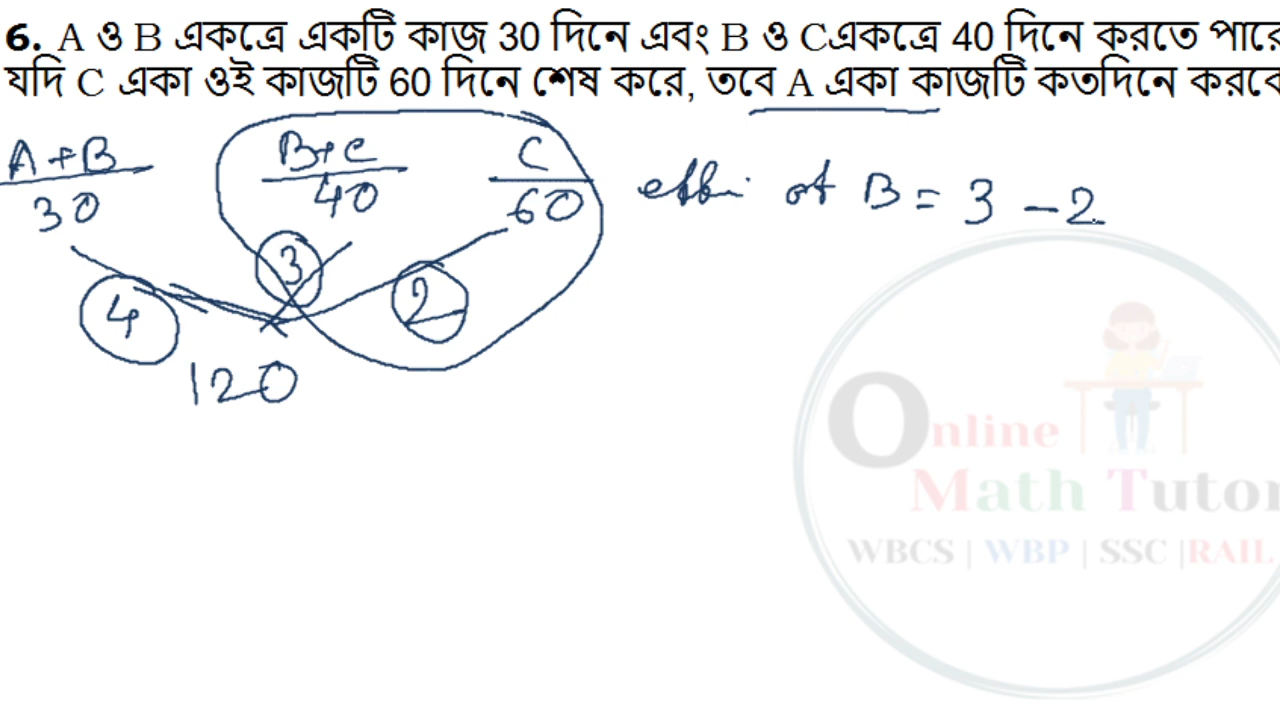 6. A ও B একত্রে একটি কাজ 30 দিনে এবং B ও Cএকত্রে 40 দিনে করতে পারে
যদি C একা ওই কাজটি 60 দিনে শেষ করে, তবে A একা কাজটি কতদিনে করবে
A+B B+C C
30 40 60
effi of B = 3 - 2
4 3 2
120
Online
Math Tutor
WBCS | WBP | SSC |RAIL